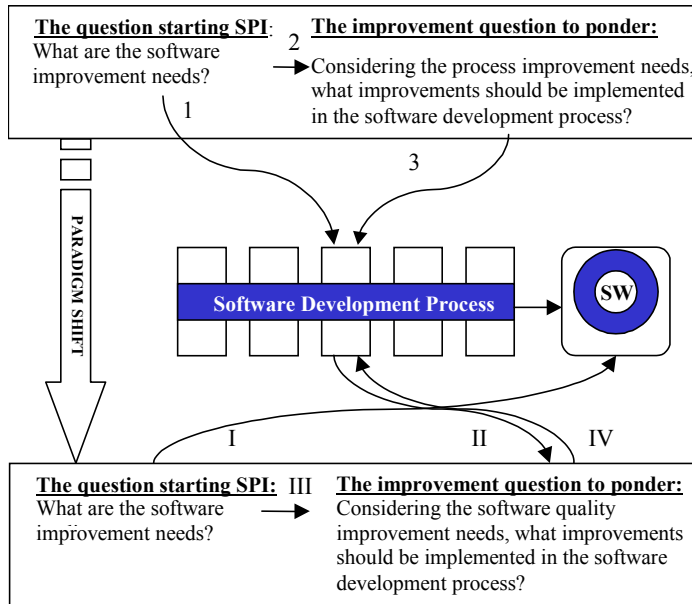 The question starting SPI:
What are the software
improvement needs?
2
The improvement question to ponder:
Considering the process improvement needs,
what improvements should be implemented
in the software development process?
1
3
PARADIGM SHIFT
Software Development Process
SW
I
II
IV
The question starting SPI:
What are the software
improvement needs?
III
The improvement question to ponder:
Considering the software quality
improvement needs, what improvements
should be implemented in the software
development process?